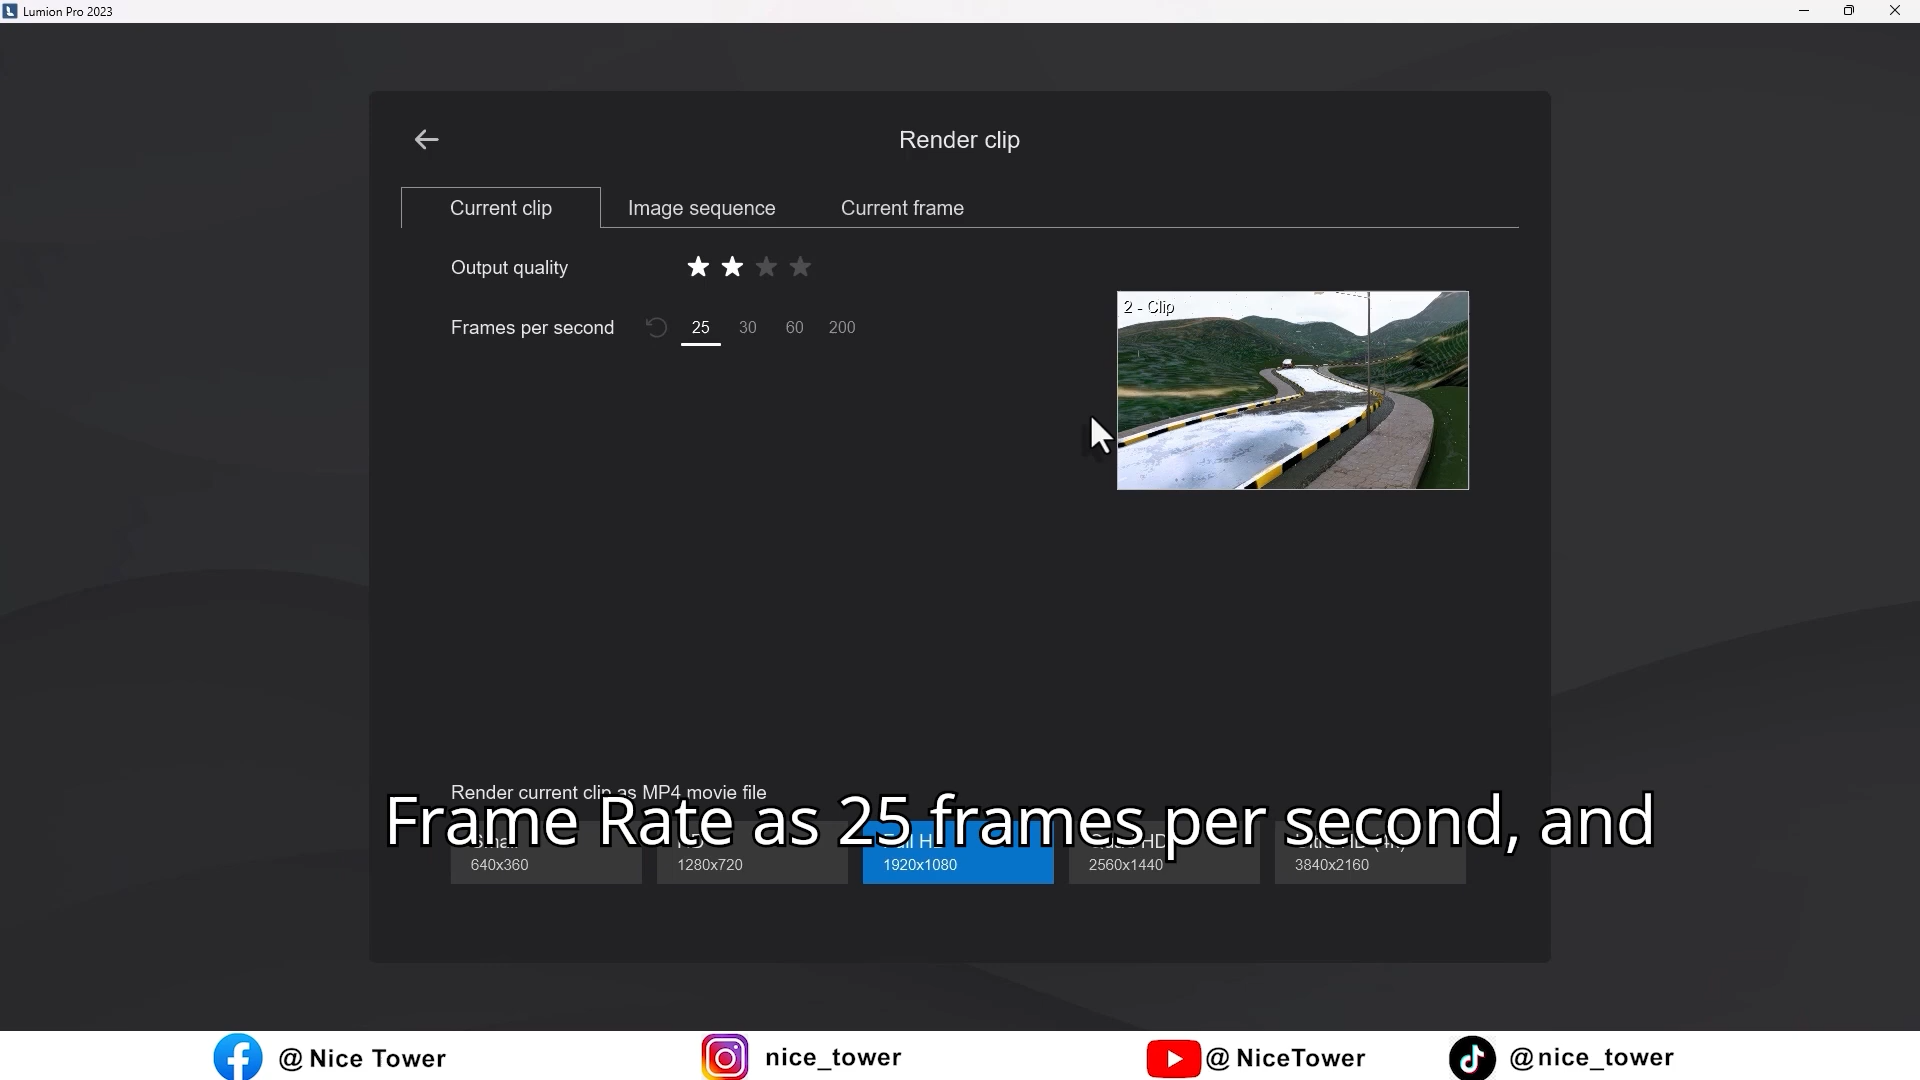 Lumion Pro 2023
Render clip
Current clip
Image sequence
Current frame
Output quality
Frames per second
25
30
60
200
2 - Clip
Render current clip as MP4 movie file
Frame Rate as 25 frames per second, and
640x360
1280x720
1920x1080
2560x1440
3840x2160
@ Nice Tower
nice_tower
@ NiceTower
@nice_tower